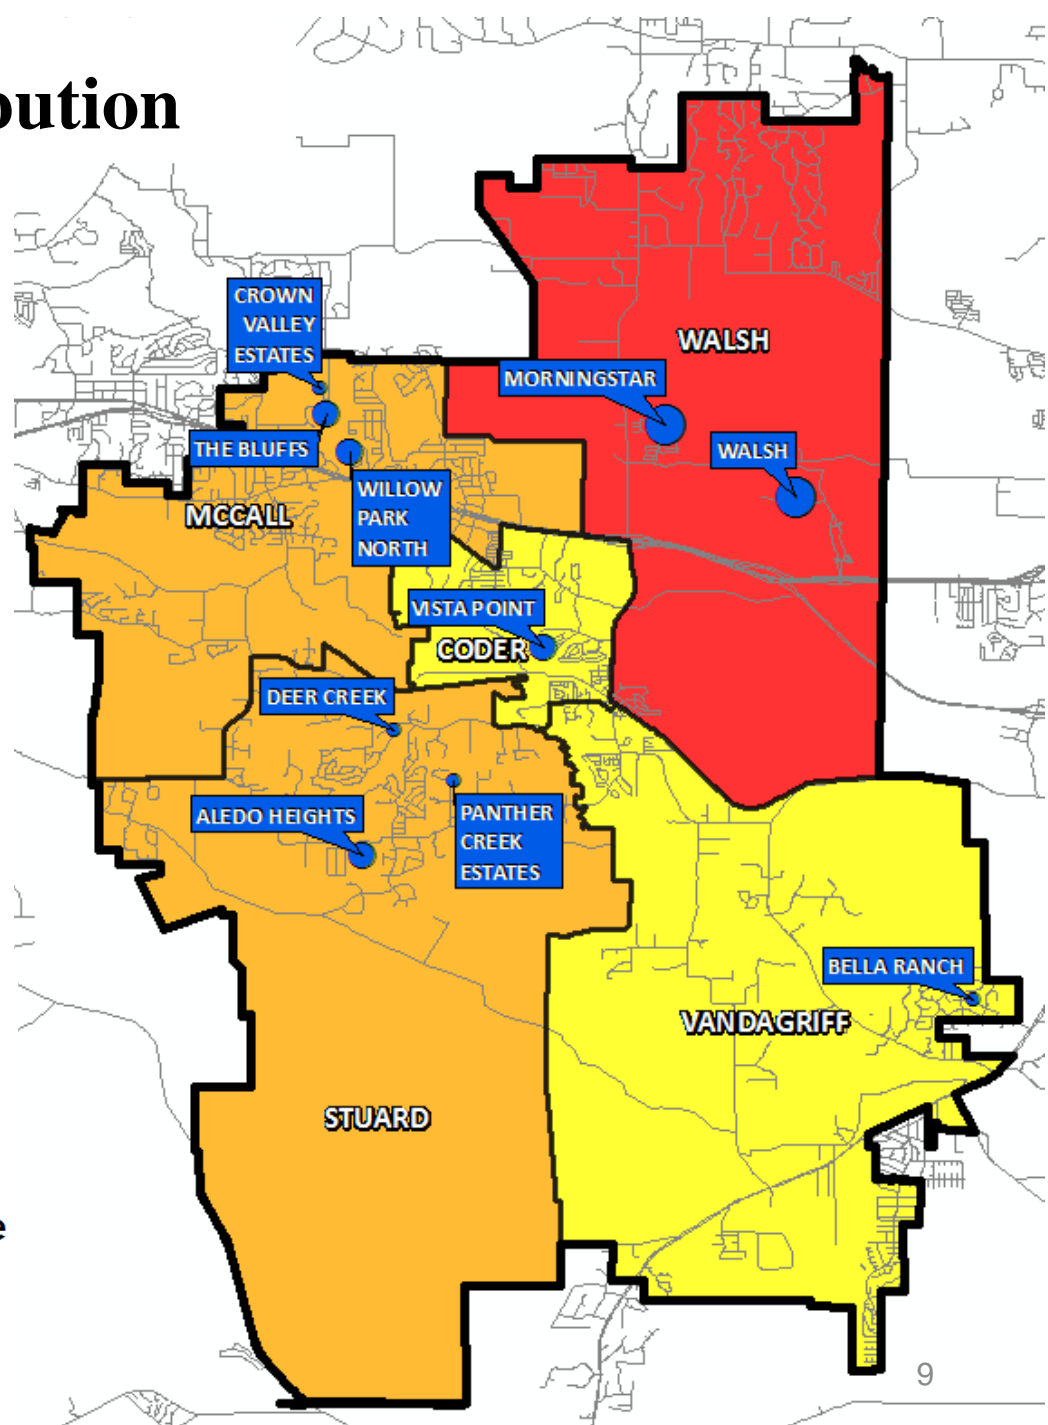 bution
CROWN
VALLEY
ESTATES
WALSH
MORNINGSTAR
THE BLUFFS
WALSH
WILLOW
PARK
NORTH
MCCALL
VISTA POINT
CODER
DEER CREEK
ALEDO HEIGHTS
PANTHER
CREEK
ESTATES
BELLA RANCH
VANDAGRIFF
STUARD
e
9